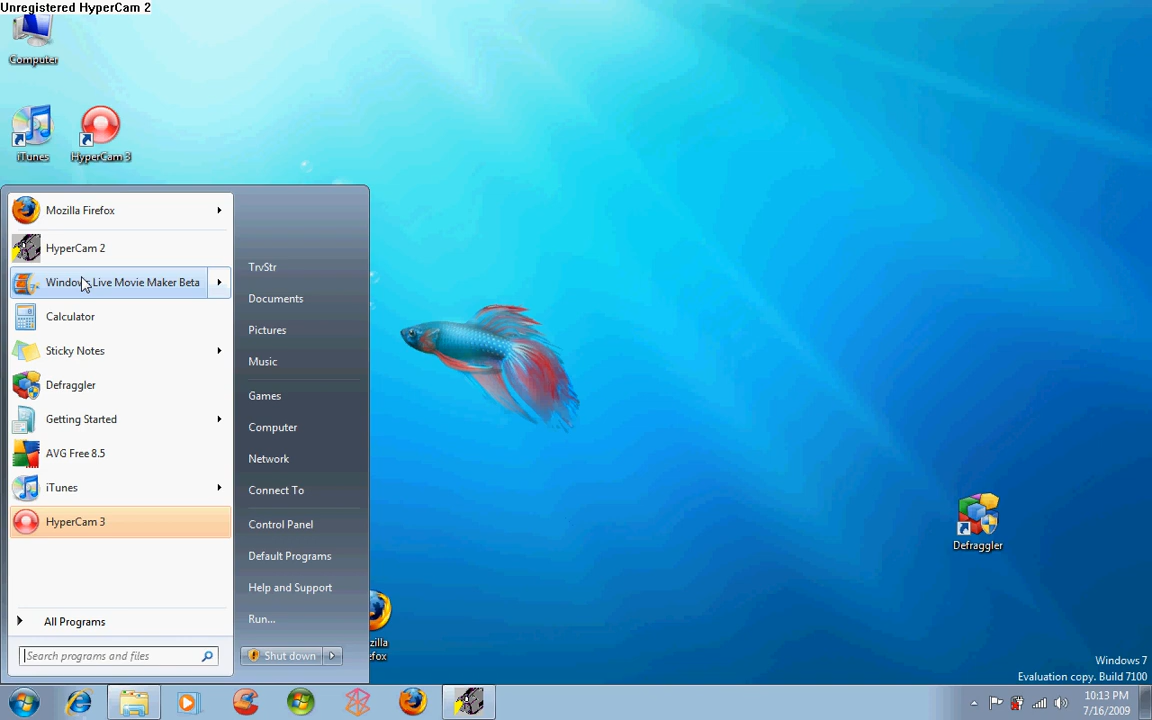 Unregistered HyperCam 2
Computer
iTunes
HyperCam 3
Mozilla Firefox
HyperCam 2
Windows Live Movie Maker Beta
Calculator
Sticky Notes
Defraggler
Getting Started
AVG Free 8.5
iTunes
HyperCam 3
All Programs
Search programs and files
TrvStr
Documents
Pictures
Music
Games
Computer
Network
Connect To
Control Panel
Default Programs
Help and Support
Run...
Shut down
zilla
efox
Defraggler
Windows 7
Evaluation copy. Build 7100
10:13 PM
7/16/2009